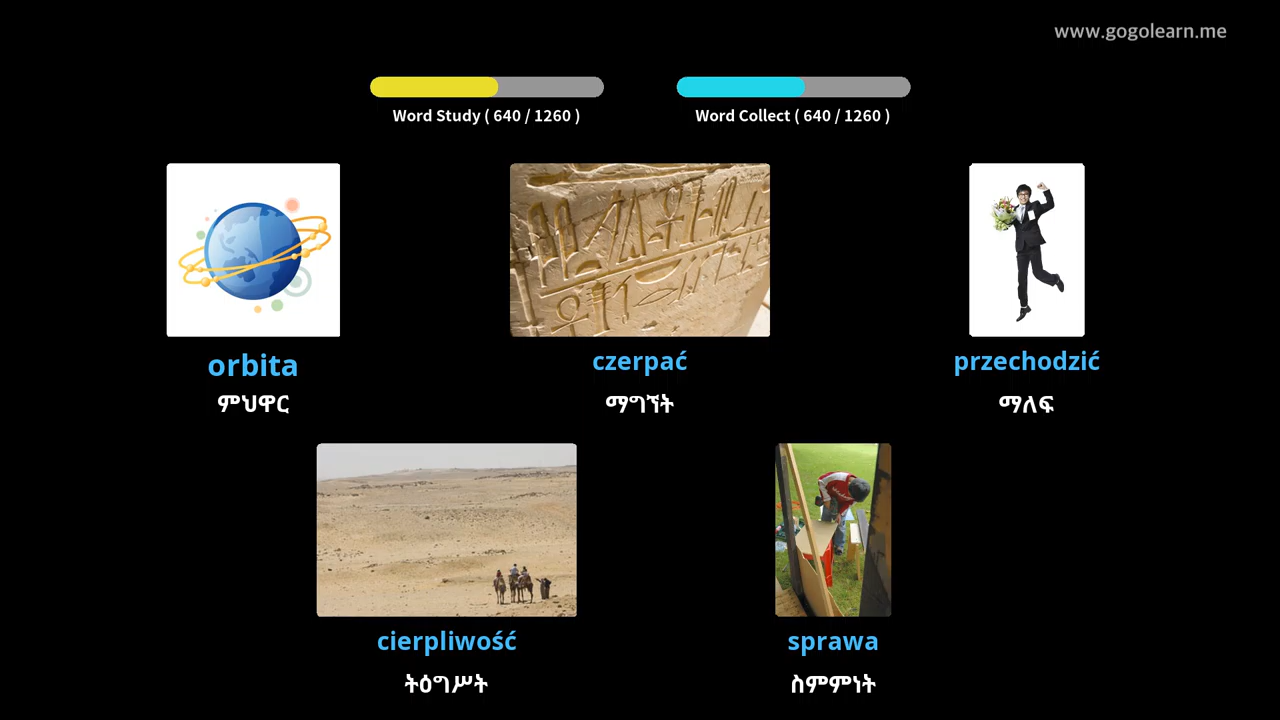 www.gogolearn.me
Word Study ( 640 / 1260 )
Word Collect ( 640 / 1260 )
orbita
ምህዋር
czerpać
ማግኘት
przechodzić
ማለፍ
cierpliwość
ትዕግሥት
sprawa
ስምምነት